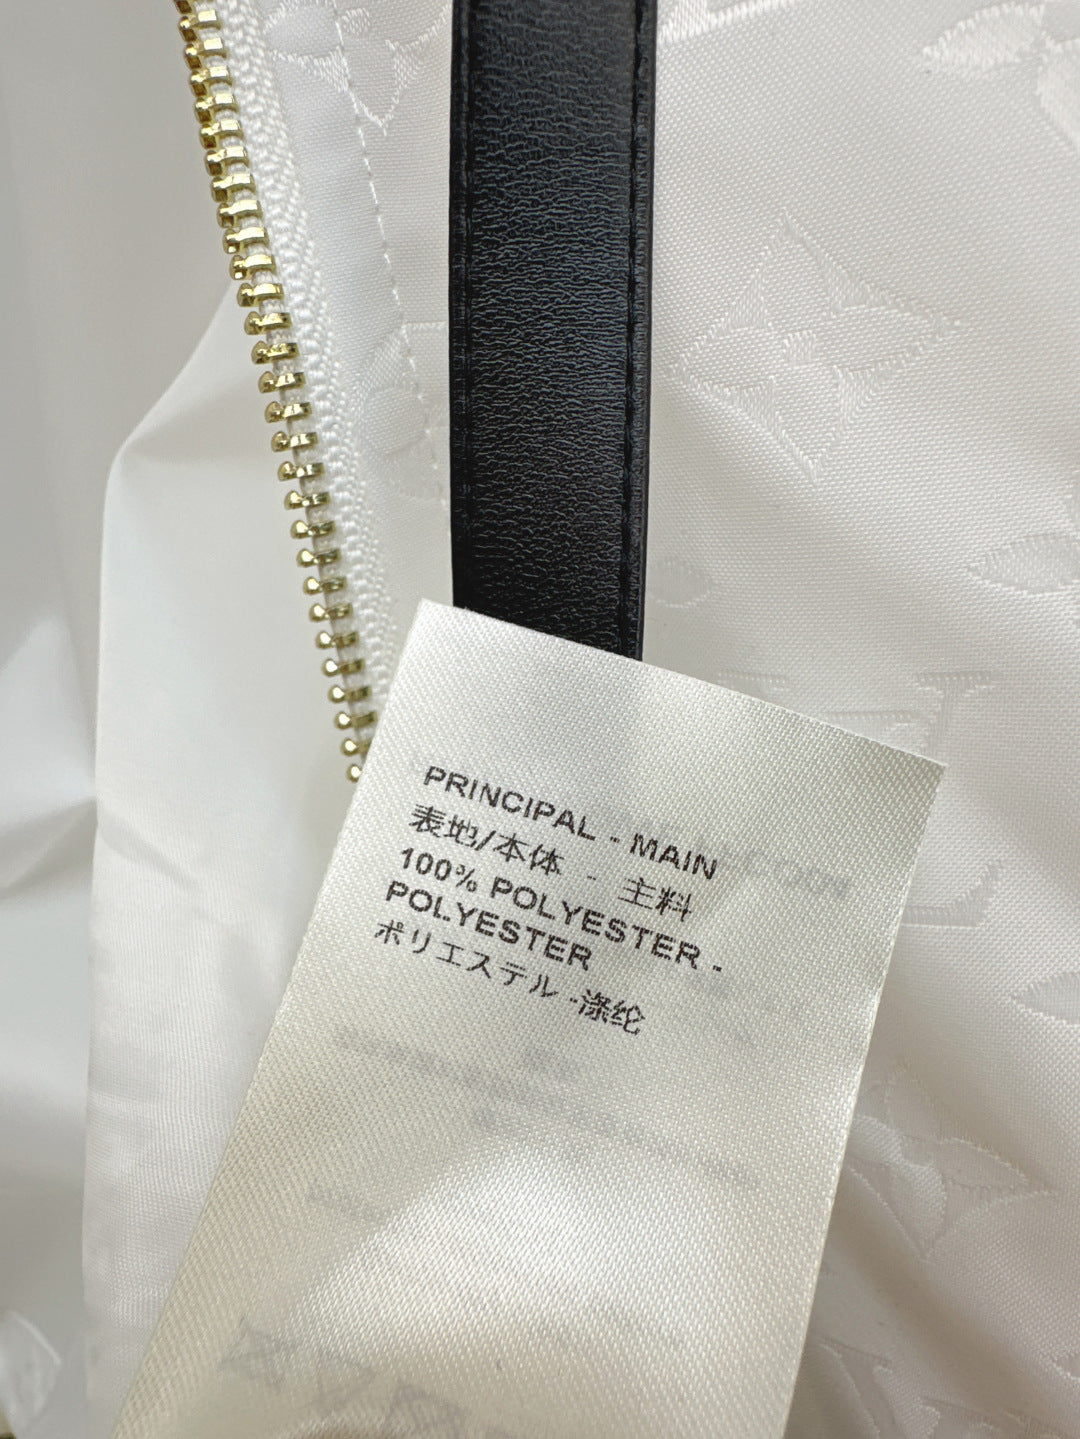 PRINCIPAL - MAIN
表地/本体 - 主料
100% POLYESTER -
POLYESTER
ポリエステル -涤纶